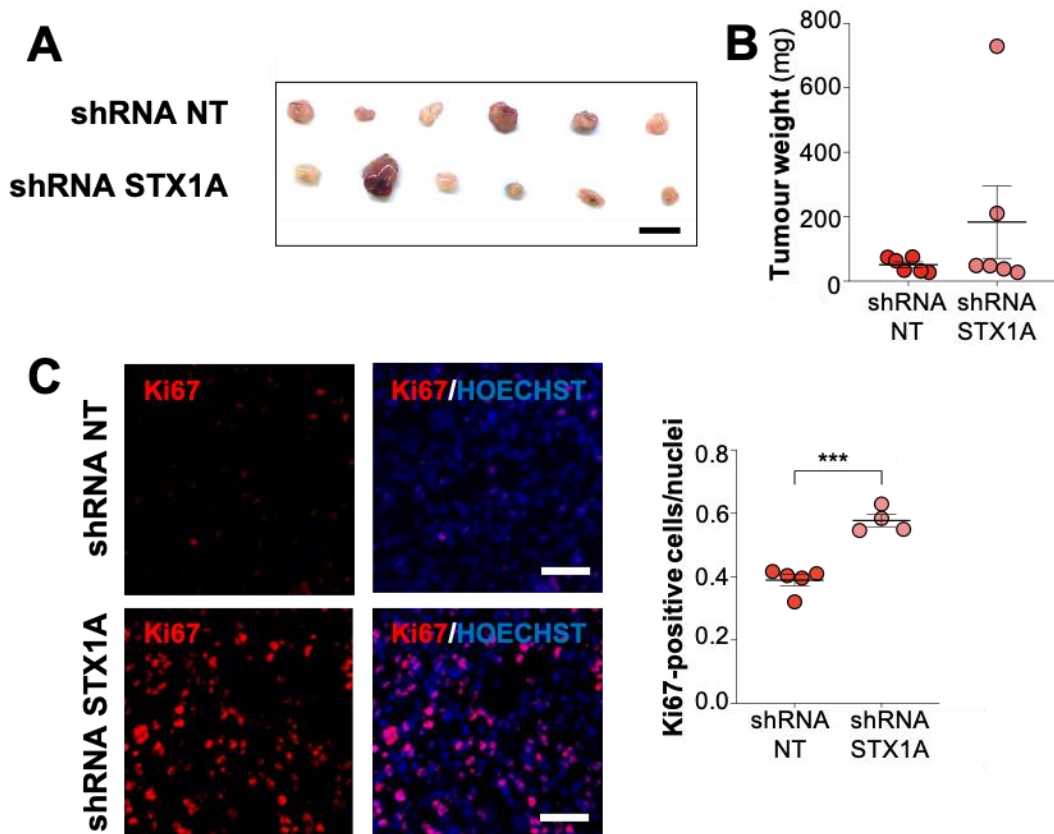 A
shRNA NT
shRNA STX1A
B
Tumour weight (mg)
800
600
400
200
0
shRNA
NT
shRNA
STX1A
C
shRNA NT
Ki67
Ki67/HOECHST
shRNA STX1A
Ki67
Ki67/HOECHST
Ki67-positive cells/nuclei
0.8
0.6
0.4
0.2
0.0
***
shRNA
NT
shRNA
STX1A